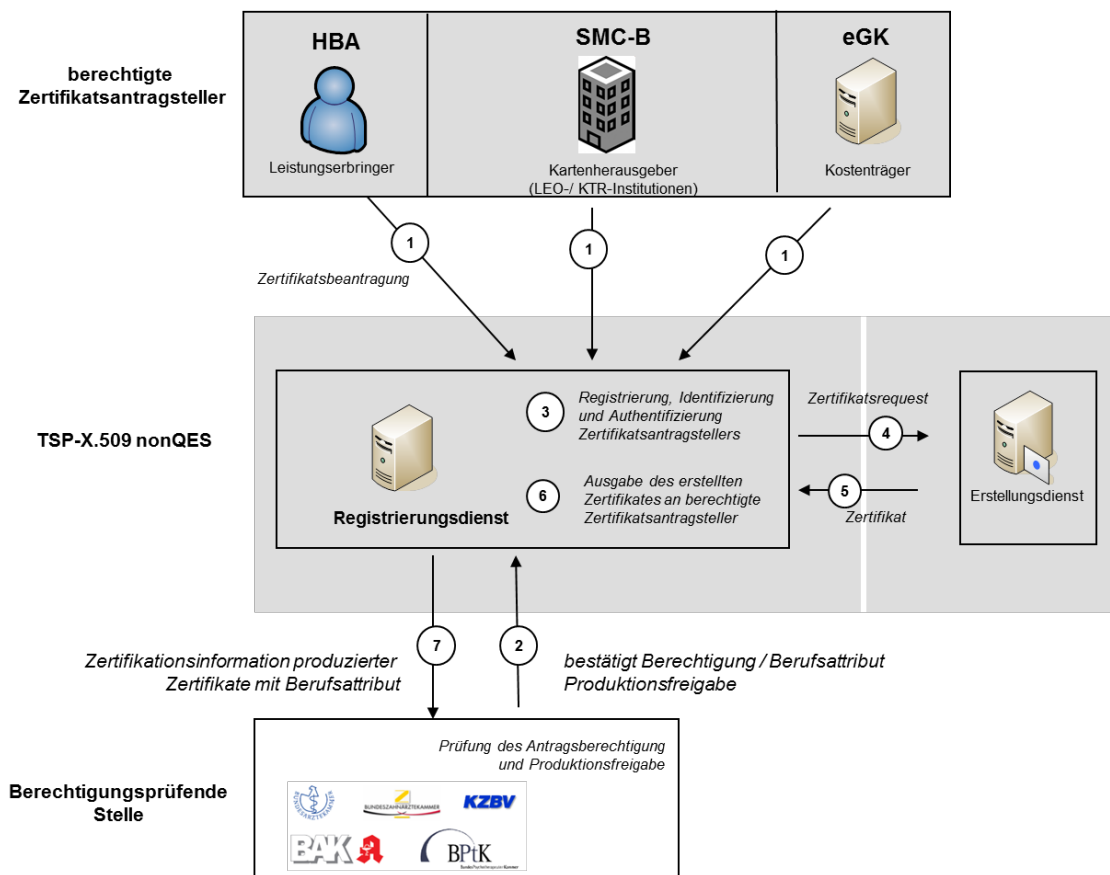 HBA
SMC-B
eGK
berechtigte
Zertifikatsantragsteller
Leistungserbringer
Kartenherausgeber
(LEO-/ KTR-Institutionen)
Kostenträger
1
1
1
Zertifikatsbeantragung
TSP-X.509 nonQES
Registrierungsdienst
3
Registrierung, Identifizierung
und Authentifizierung
Zertifikatsantragstellers
6
Ausgabe des erstellten
Zertifikates an berechtigte
Zertifikatsantragsteller
Zertifikatsrequest
4
5
Zertifikat
Erstellungsdienst
7
2
Zertifikationsinformation produzierter
Zertifikate mit Berufsattribut
bestätigt Berechtigung / Berufsattribut
Produktionsfreigabe
Berechtigungsprüfende
Stelle
Prüfung des Antragsberechtigung
und Produktionsfreigabe
BUNDESÄRZTEKAMMER
BUNDESZAHNÄRZTEKAMMER
KZBV
BAK
BPtK
BundesPsychotherapeutenKammer